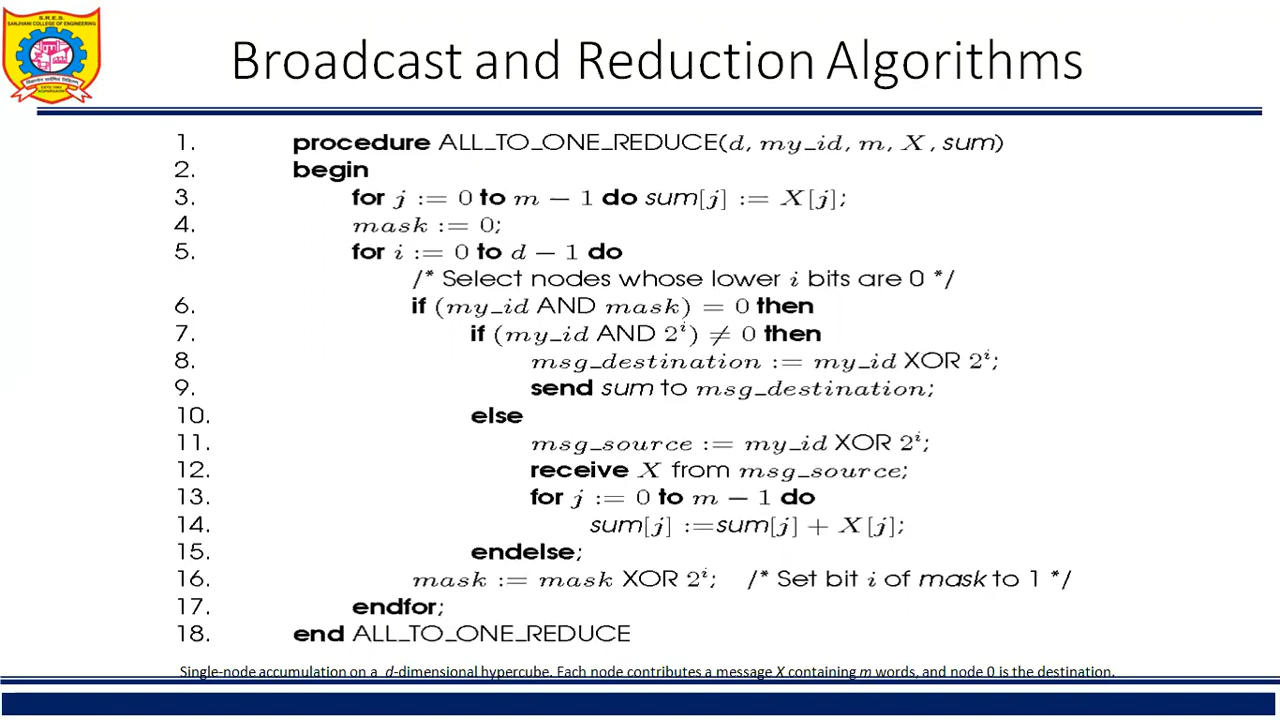 S.R.E.S.
SANJIVANI COLLEGE OF ENGINEERING
Broadcast and Reduction Algorithms
1. procedure ALL_TO_ONE_REDUCE(d, my_id, m, X, sum)
2. begin
3. for j := 0 to m − 1 do sum[j] := X[j];
4. mask := 0;
5. for i := 0 to d − 1 do
/* Select nodes whose lower i bits are 0 */
6. if (my_id AND mask) = 0 then
7. if (my_id AND 2^i) ≠ 0 then
8. msg_destination := my_id XOR 2^i;
9. send sum to msg_destination;
10. else
11. msg_source := my_id XOR 2^i;
12. receive X from msg_source;
13. for j := 0 to m − 1 do
14. sum[j] :=sum[j] + X[j];
15. endelse;
16. mask := mask XOR 2^i; /* Set bit i of mask to 1 */
17. endfor;
18. end ALL_TO_ONE_REDUCE
Single-node accumulation on a d-dimensional hypercube. Each node contributes a message X containing m words, and node 0 is the destination.